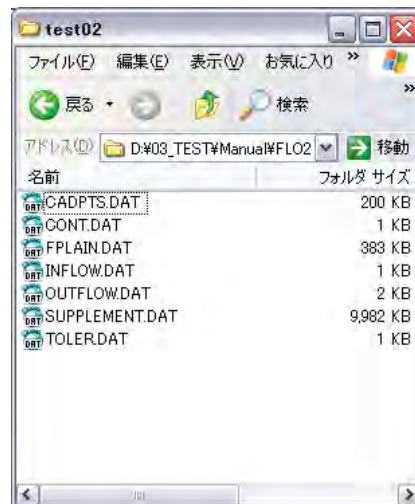 test02
ファイル(F) 編集(E) 表示(V) お気に入り »
戻る 検索 »
アドレス(D) D:¥03_TEST¥Manual¥FLO2 移動
名前 フォルダ サイズ
CADPTS.DAT 200 KB
CONT.DAT 1 KB
FPLAIN.DAT 383 KB
INFLOW.DAT 1 KB
OUTFLOW.DAT 2 KB
SUPPLEMENT.DAT 9,982 KB
TOLER.DAT 1 KB